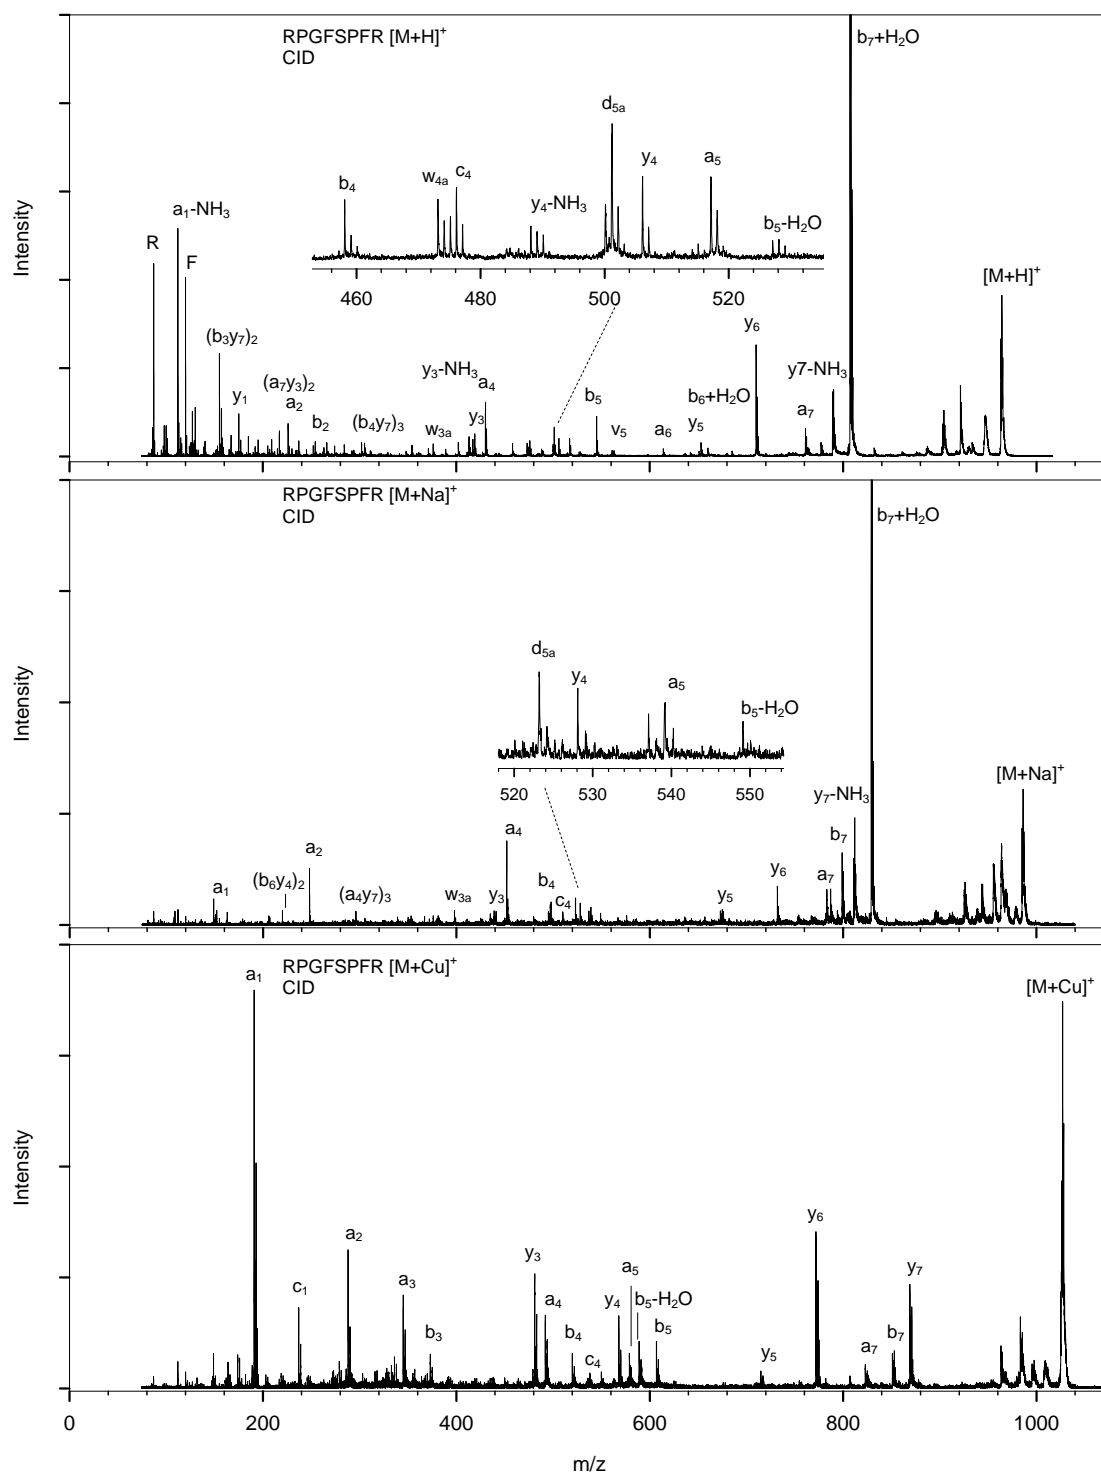 RPGFSPFR [M+H]⁺
CID
b₇+H₂O
d₅ₐ
y₄
a₅
w₄ₐ
c₄
b₄
y₄-NH₃
b₅-H₂O
460 480 500 520
a₁-NH₃
R
F
[M+H]⁺
(b₃y₇)₂
y₆
y₁
(a₇y₃)₂
a₂
y₃-NH₃
a₄
y7-NH₃
b₂
(b₄y₇)₃
w₃ₐ
y₃
b₅
v₅
a₆
b₆+H₂O
y₅
a₇
Intensity
RPGFSPFR [M+Na]⁺
CID
b₇+H₂O
d₅ₐ
y₄
a₅
b₅-H₂O
520 530 540 550
[M+Na]⁺
y₇-NH₃
b₇
a₁
(b₆y₄)₂
a₂
(a₄y₇)₃
w₃ₐ
y₃
a₄
b₄
c₄
y₅
y₆
a₇
Intensity
RPGFSPFR [M+Cu]⁺
CID
a₁
[M+Cu]⁺
c₁
a₂
a₃
b₃
y₃
a₄
b₄
c₄
y₄
a₅
b₅-H₂O
b₅
y₅
y₆
a₇
b₇
y₇
Intensity
0 200 400 600 800 1000
m/z